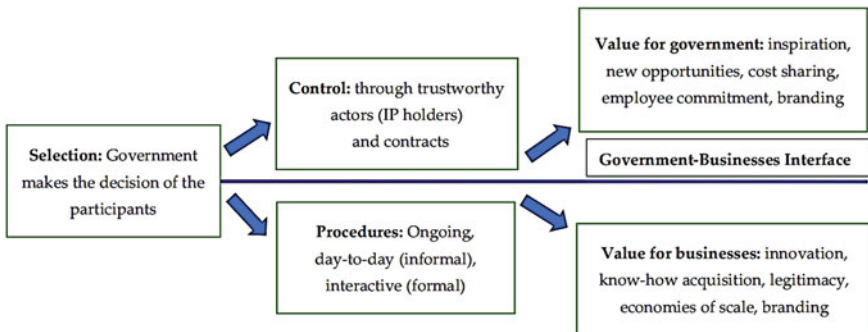 Selection: Government
makes the decision of the
participants
Control: through trustworthy
actors (IP holders)
and contracts
Procedures: Ongoing,
day-to-day (informal),
interactive (formal)
Value for government: inspiration,
new opportunities, cost sharing,
employee commitment, branding
Government-Businesses Interface
Value for businesses: innovation,
know-how acquisition, legitimacy,
economies of scale, branding